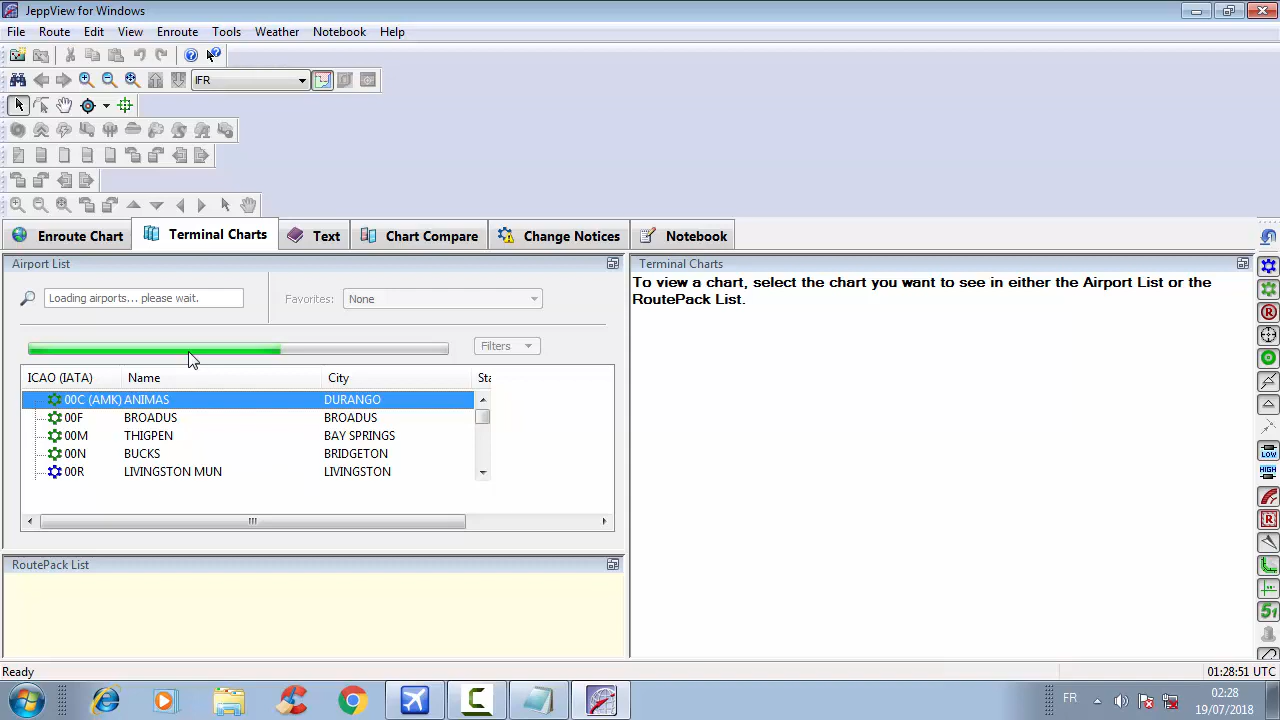 JeppView for Windows
File Route Edit View Enroute Tools Weather Notebook Help
IFR
Enroute Chart Terminal Charts Text Chart Compare Change Notices Notebook
Airport List
Loading airports... please wait.
Favorites: None
Filters
ICAO (IATA) Name City Sta
00C (AMK) ANIMAS DURANGO
00F BROADUS BROADUS
00M THIGPEN BAY SPRINGS
00N BUCKS BRIDGETON
00R LIVINGSTON MUN LIVINGSTON
RoutePack List
Terminal Charts
To view a chart, select the chart you want to see in either the Airport List or the
RoutePack List.
LOW
HIGH
51
Ready
01:28:51 UTC
FR
02:28
19/07/2018